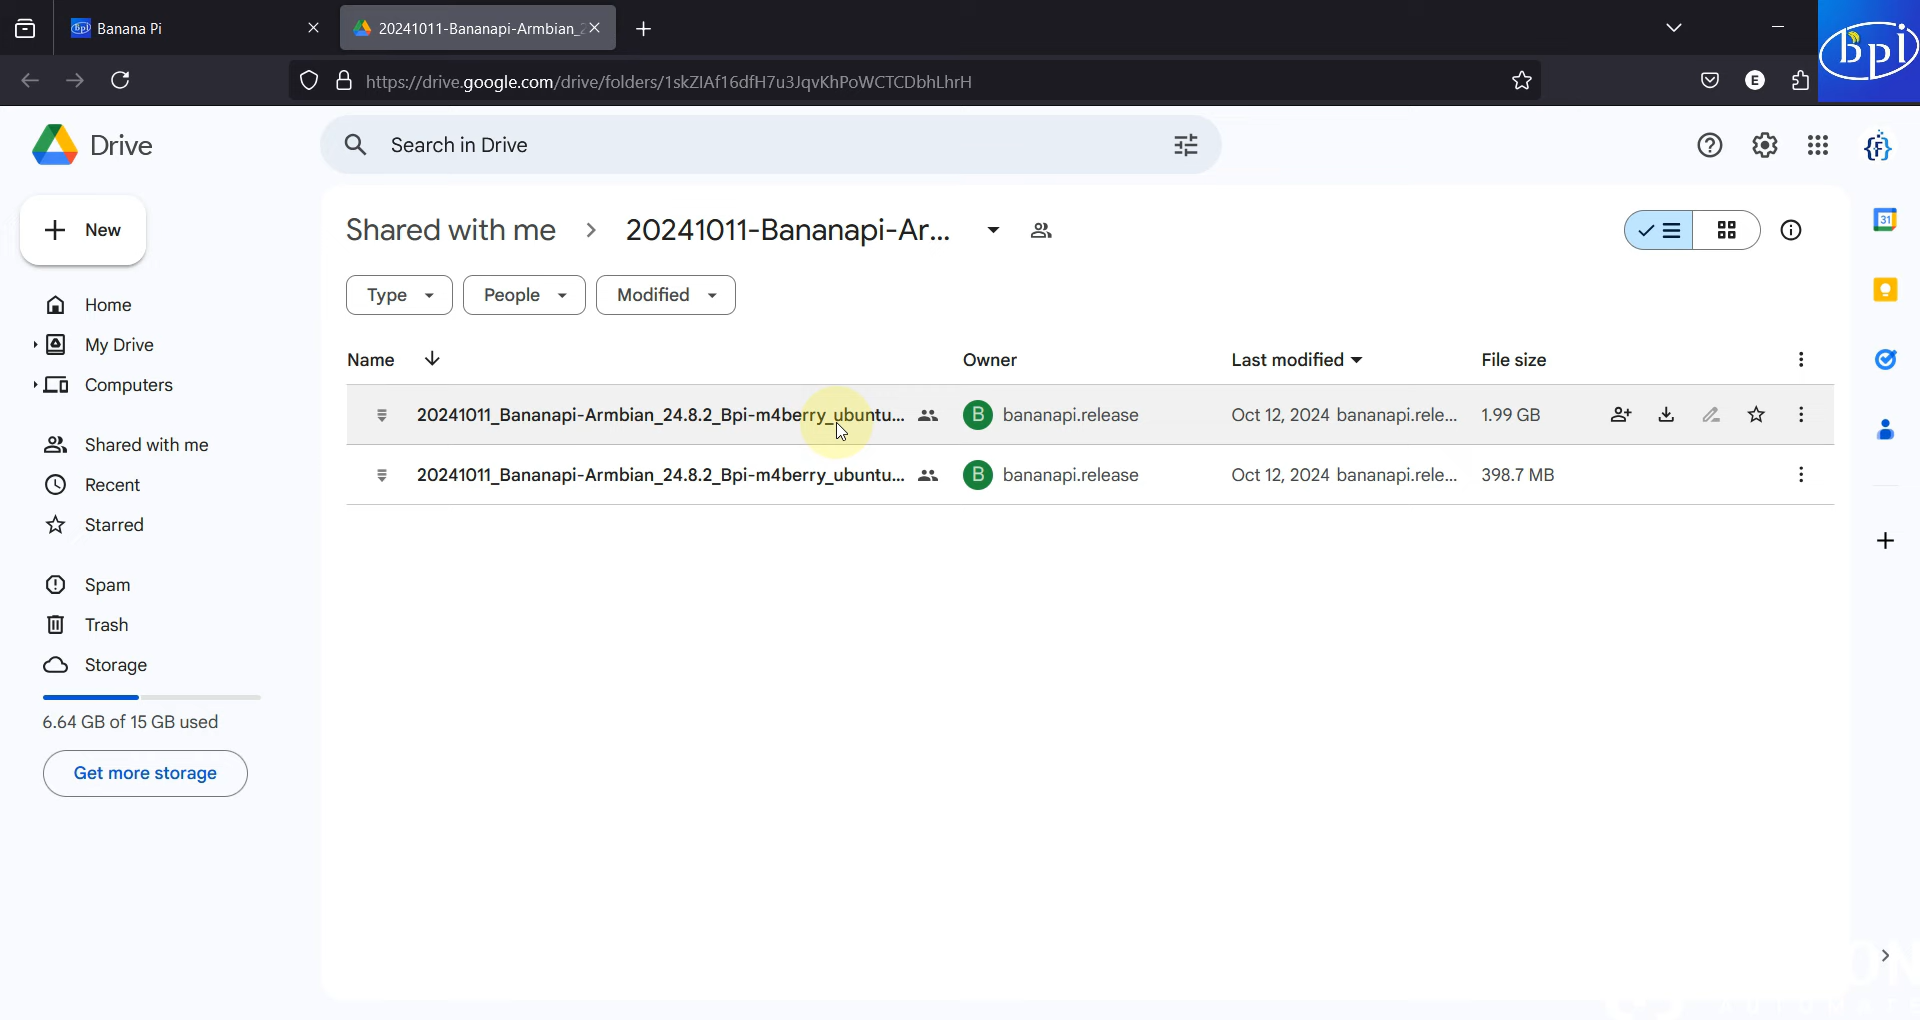 bpi Banana Pi
20241011-Bananapi-Armbian_2
bpi
https://drive.google.com/drive/folders/1skZIAf16dfH7u3JqvKhPoWCTCDbhLhrH
E
Drive
Search in Drive
{F}
New
Shared with me > 20241011-Bananapi-Ar...
31
Home
Type
People
Modified
My Drive
Name
Owner
Last modified
File size
Computers
20241011_Bananapi-Armbian_24.8.2_Bpi-m4berry_ubuntu... B bananapi.release Oct 12, 2024 bananapi.rele... 1.99 GB
Shared with me
20241011_Bananapi-Armbian_24.8.2_Bpi-m4berry_ubuntu... B bananapi.release Oct 12, 2024 bananapi.rele... 398.7 MB
Recent
Starred
Spam
Trash
Storage
6.64 GB of 15 GB used
Get more storage